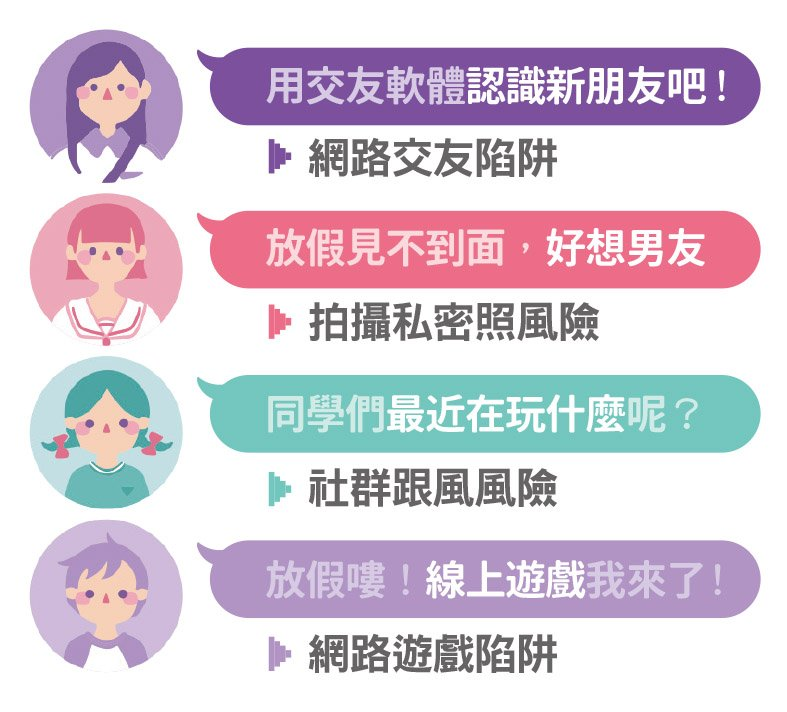 用交友軟體認識新朋友吧！
網路交友陷阱
放假見不到面，好想男友
拍攝私密照風險
同學們最近在玩什麼呢？
社群跟風風險
放假嘍！線上遊戲我來了！
網路遊戲陷阱